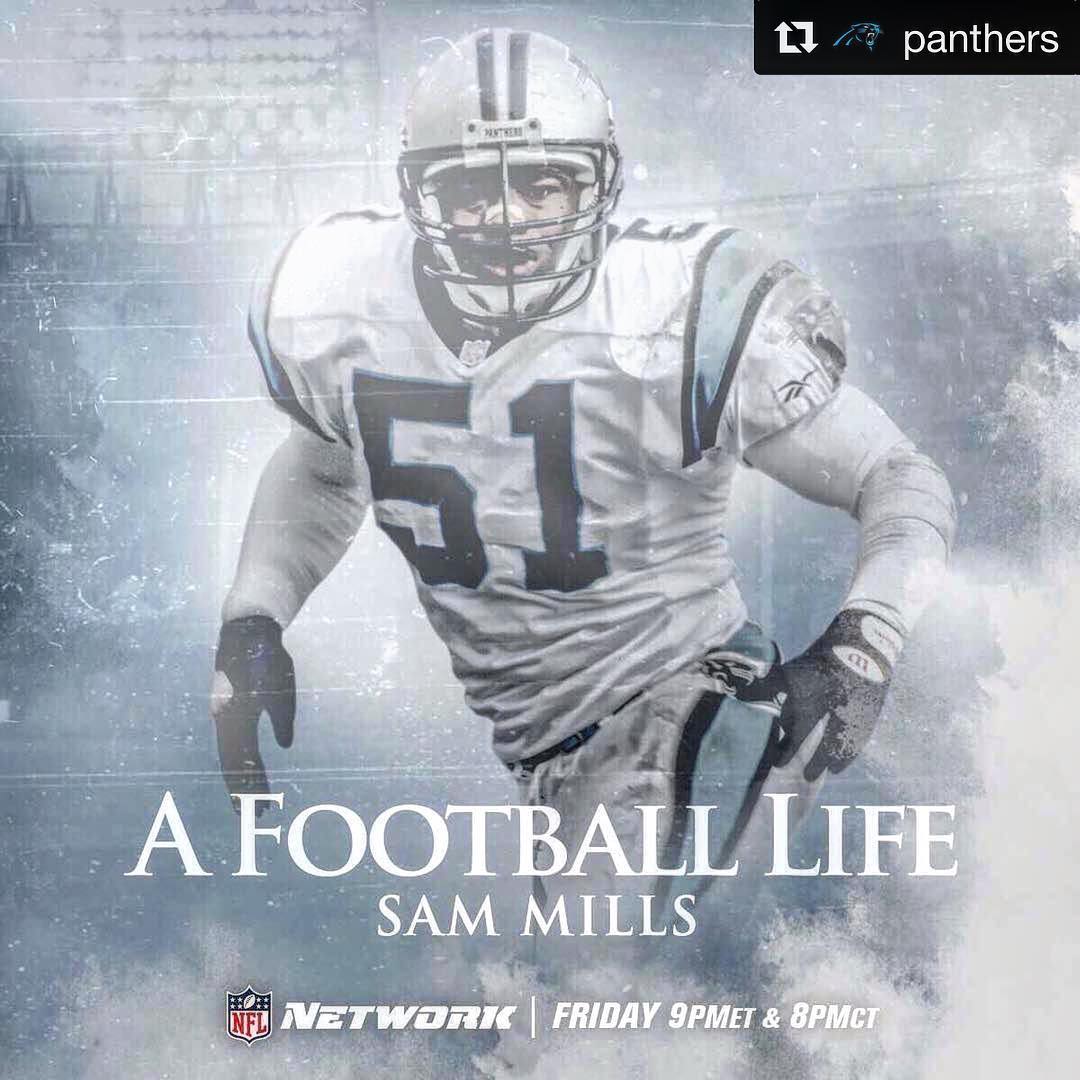 panthers
PANTHERS
51
A FOOTBALL LIFE
SAM MILLS
NFL NETWORK | FRIDAY 9PMET & 8PMCT